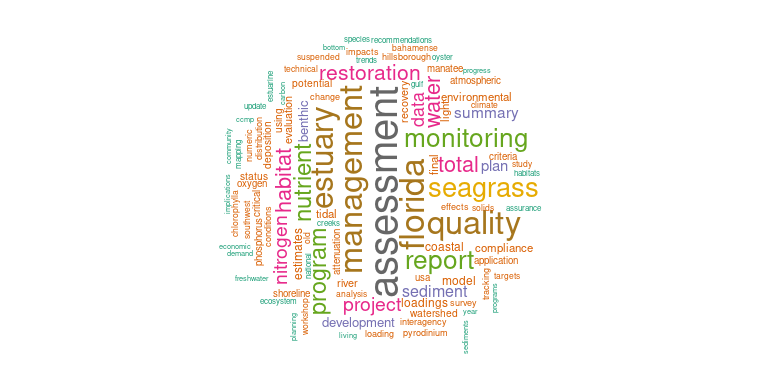 species
recommendations
bottom
bahamense
impacts
suspended
trends
hillsborough
oyster
technical
restoration
manatee
progress
potential
recovery
gulf
atmospheric
estuarine
carbon
change
data
water
light
environmental
climate
update
using
evaluation
benthic
estuary
management
assessment
summary
ccmp
numeric
distribution
deposition
nutrient
monitoring
community
mapping
habitat
florida
final
total
plan
criteria
study
habitats
status
oxygen
implications
chlorophyll
southwest
critical
conditions
seagrass
effects
solids
assurance
tidal
creeks
quality
phosphorus
nitrogen
estimates
old
national
program
attenuation
economic
demand
coastal
compliance
report
application
freshwater
river
usa
model
tracking
targets
programs
shoreline
analysis
sediment
ecosystem
workshop
project
loadings
survey
year
watershed
planning
development
interagency
living
loading
pyrodinium
sediments